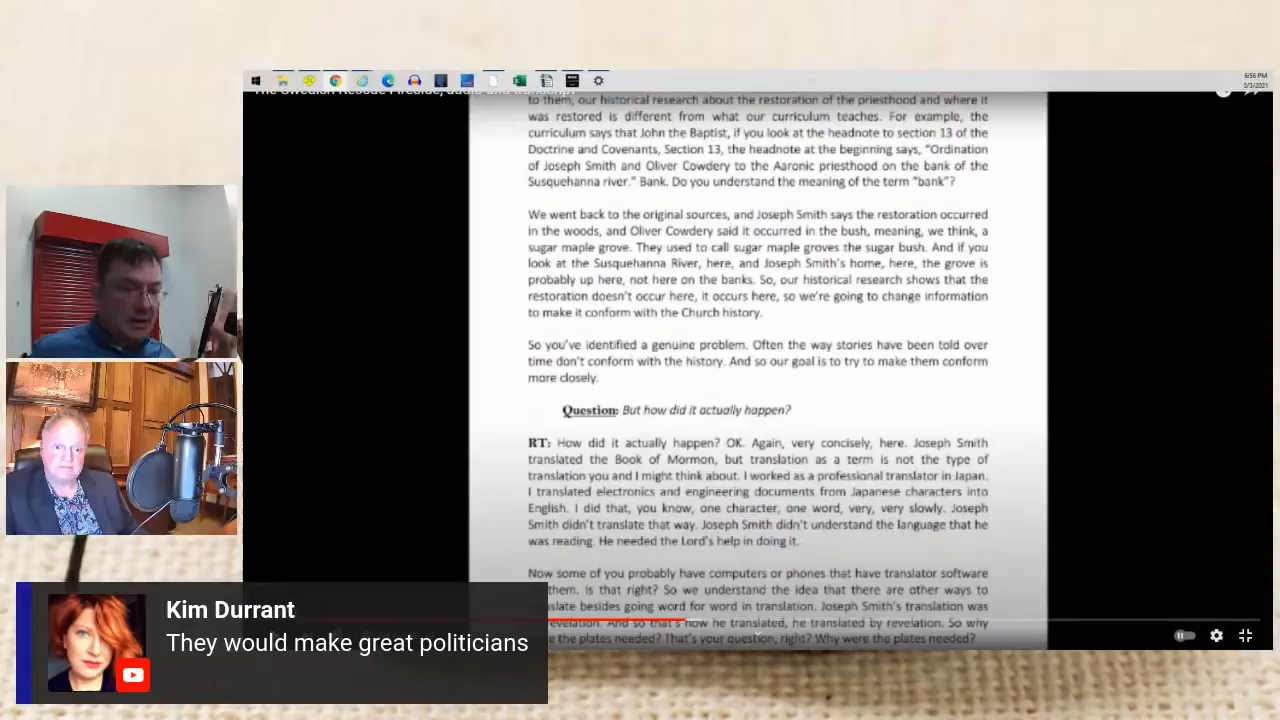 6:56 PM
3/3/2021
The Swedish Rescue Fireside, audio and transcript
to them, our historical research about the restoration of the priesthood and where it
was restored is different from what our curriculum teaches. For example, the
curriculum says that John the Baptist, if you look at the headnote to section 13 of the
Doctrine and Covenants, Section 13, the headnote at the beginning says, “Ordination
of Joseph Smith and Oliver Cowdery to the Aaronic priesthood on the bank of the
Susquehanna river.” Bank. Do you understand the meaning of the term “bank”?
We went back to the original sources, and Joseph Smith says the restoration occurred
in the woods, and Oliver Cowdery said it occurred in the bush, meaning, we think, a
sugar maple grove. They used to call sugar maple groves the sugar bush. And if you
look at the Susquehanna River, here, and Joseph Smith’s home, here, the grove is
probably up here, not here on the banks. So, our historical research shows that the
restoration doesn’t occur here, it occurs here, so we’re going to change information
to make it conform with the Church history.
So you’ve identified a genuine problem. Often the way stories have been told over
time don’t conform with the history. And so our goal is to try to make them conform
more closely.
Question: But how did it actually happen?
RT: How did it actually happen? OK. Again, very concisely, here. Joseph Smith
translated the Book of Mormon, but translation as a term is not the type of
translation you and I might think about. I worked as a professional translator in Japan.
I translated electronics and engineering documents from Japanese characters into
English. I did that, you know, one character, one word, very, very slowly. Joseph
Smith didn’t translate that way. Joseph Smith didn’t understand the language that he
was reading. He needed the Lord’s help in doing it.
Now some of you probably have computers or phones that have translator software
them. Is that right? So we understand the idea that there are other ways to
slate besides going word for word in translation. Joseph Smith’s translation was
revelation. And so that’s how he translated, he translated by revelation. So why
e the plates needed? That’s your question, right? Why were the plates needed?
Kim Durrant
They would make great politicians